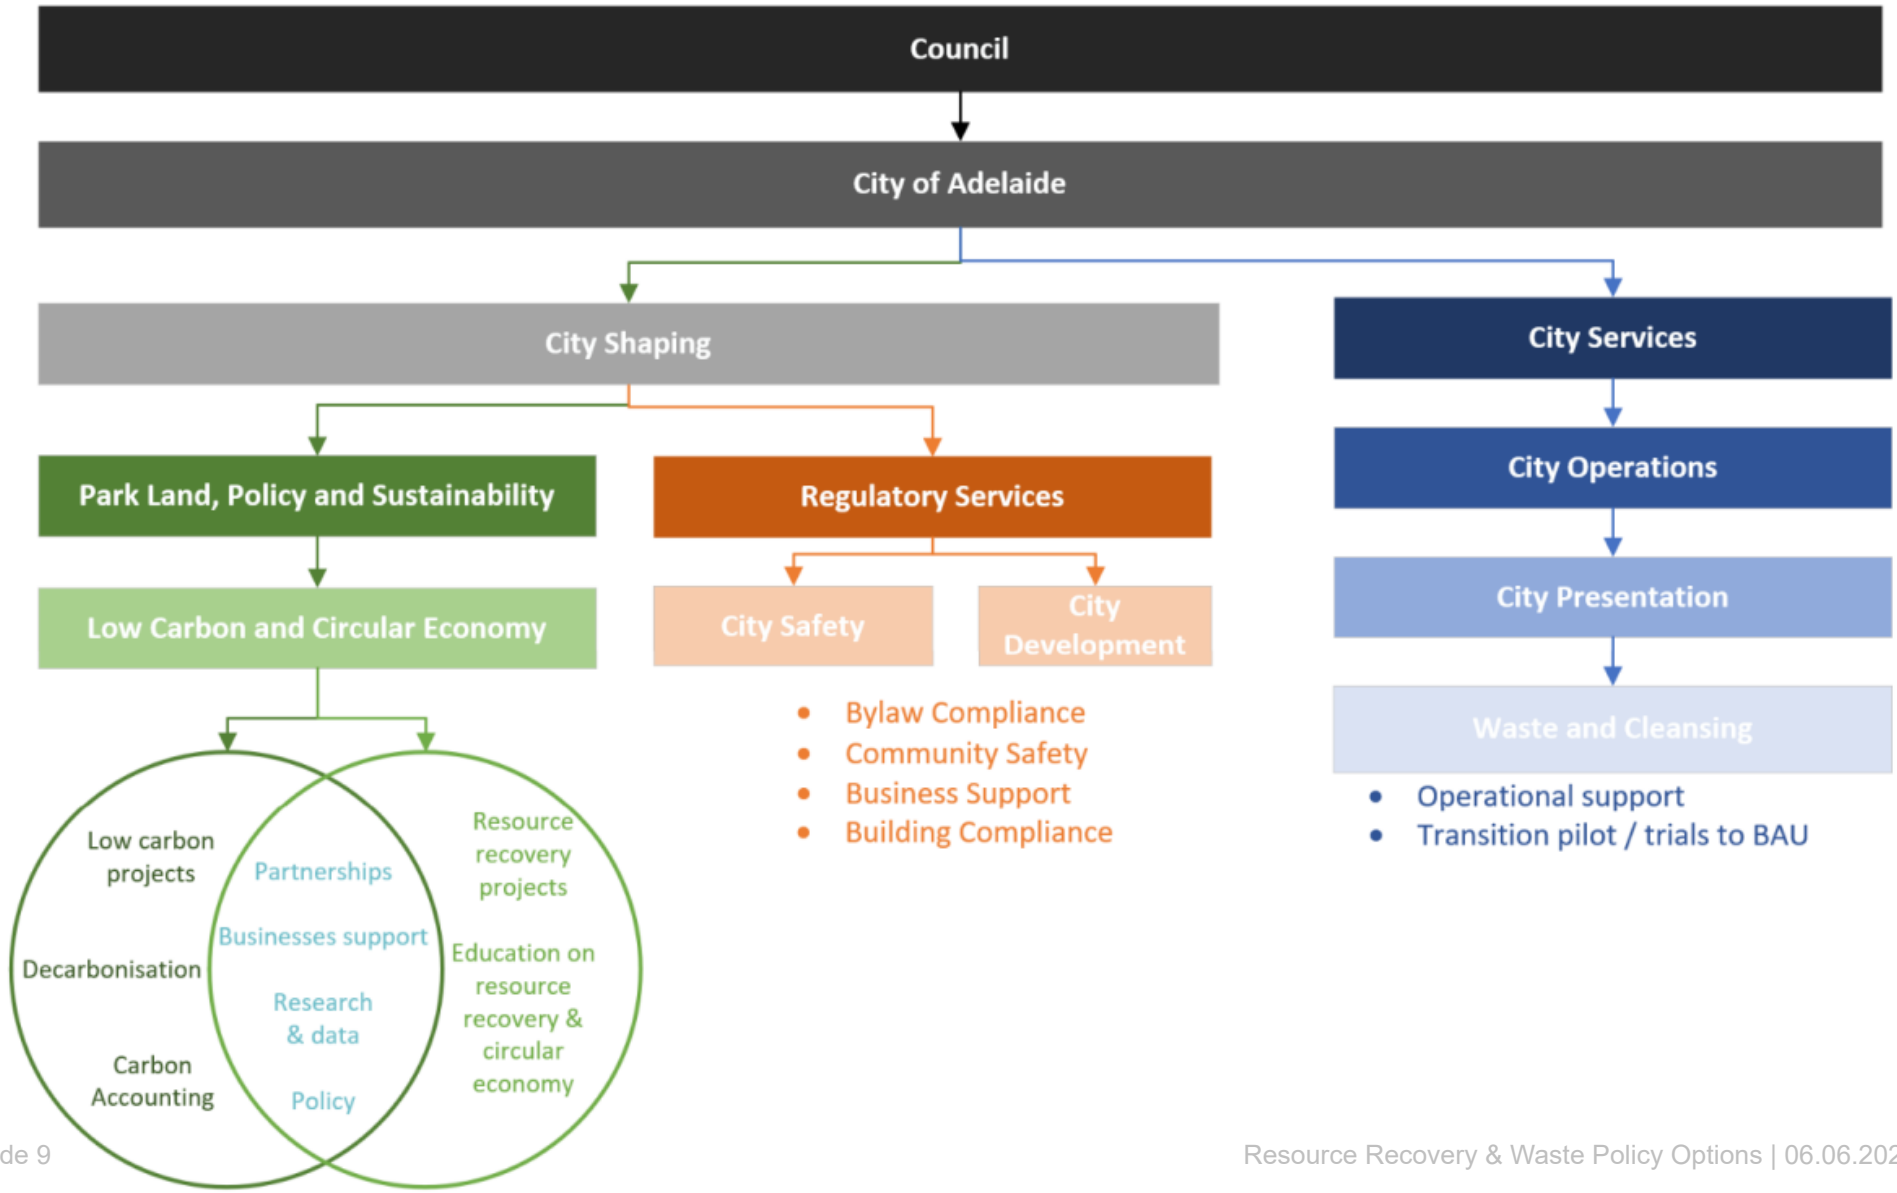 Council
City of Adelaide
City Shaping
City Services
Park Land, Policy and Sustainability
Regulatory Services
City Operations
Low Carbon and Circular Economy
City Safety
City
Development
City Presentation
Waste and Cleansing
Low carbon
projects
Decarbonisation
Carbon
Accounting
Partnerships
Businesses support
Research
& data
Policy
Resource
recovery
projects
Education on
resource
recovery &
circular
economy
• Bylaw Compliance
• Community Safety
• Business Support
• Building Compliance
• Operational support
• Transition pilot / trials to BAU
de 9
Resource Recovery & Waste Policy Options | 06.06.202